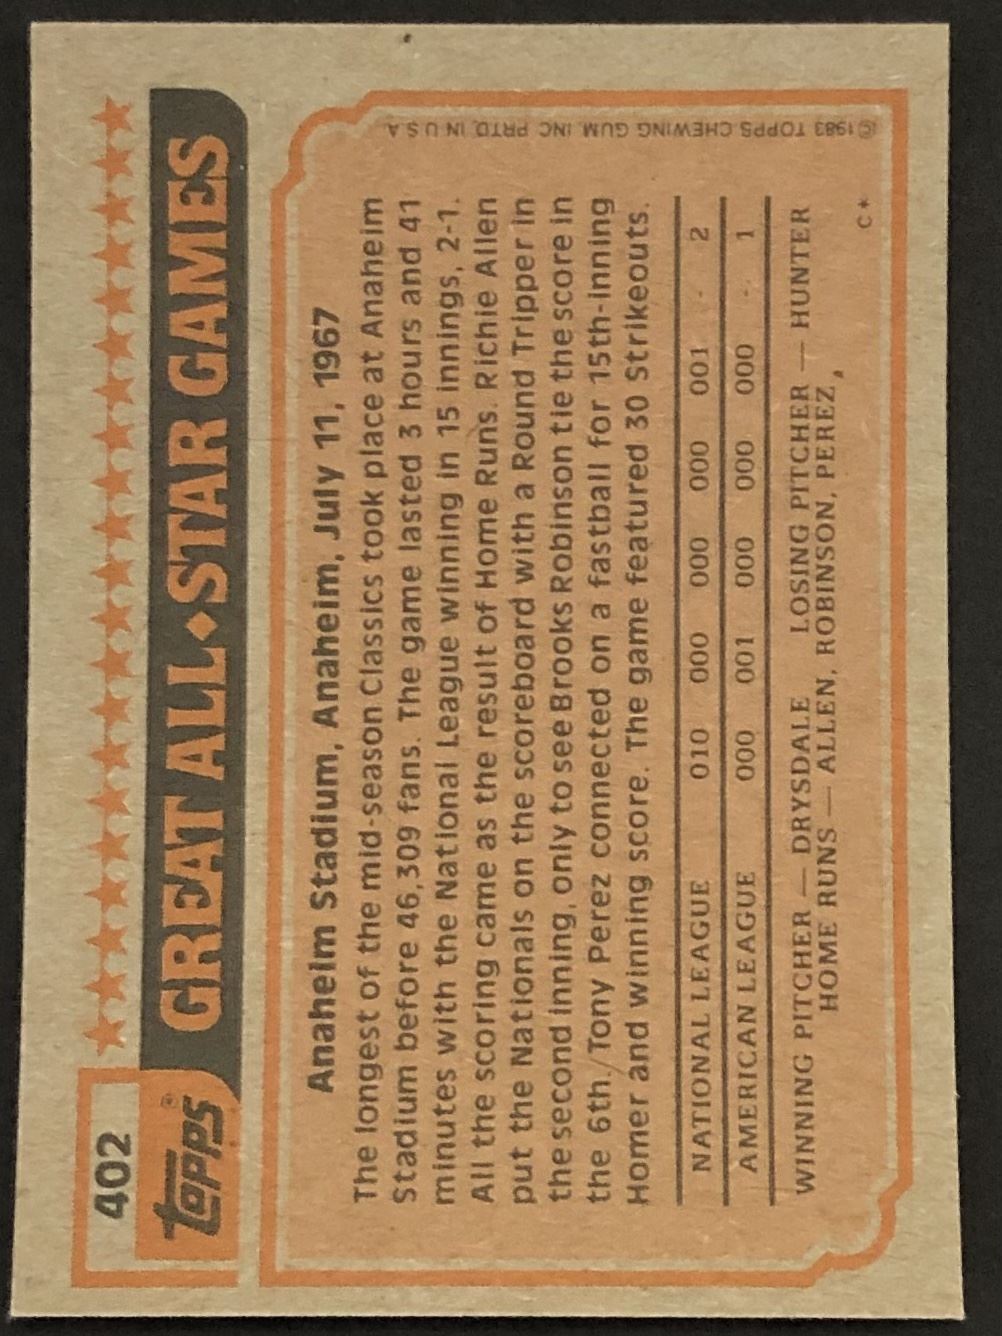 402
topps®
GREAT ALL◆STAR GAMES
Anaheim Stadium, Anaheim, July 11, 1967
The longest of the mid-season Classics took place at Anaheim
Stadium before 46,309 fans. The game lasted 3 hours and 41
minutes with the National League winning in 15 innings, 2-1.
All the scoring came as the result of Home Runs. Richie Allen
put the Nationals on the scoreboard with a Round Tripper in
the second inning, only to see Brooks Robinson tie the score in
the 6th. Tony Perez connected on a fastball for 15th-inning
Homer and winning score. The game featured 30 Strikeouts.
NATIONAL LEAGUE 010 000 000 000 001 - 2
AMERICAN LEAGUE 000 001 000 000 000 - 1
WINNING PITCHER — DRYSDALE LOSING PITCHER — HUNTER
HOME RUNS — ALLEN, ROBINSON, PEREZ
C*
©1983 TOPPS CHEWING GUM, INC. PRTD. IN U.S.A.